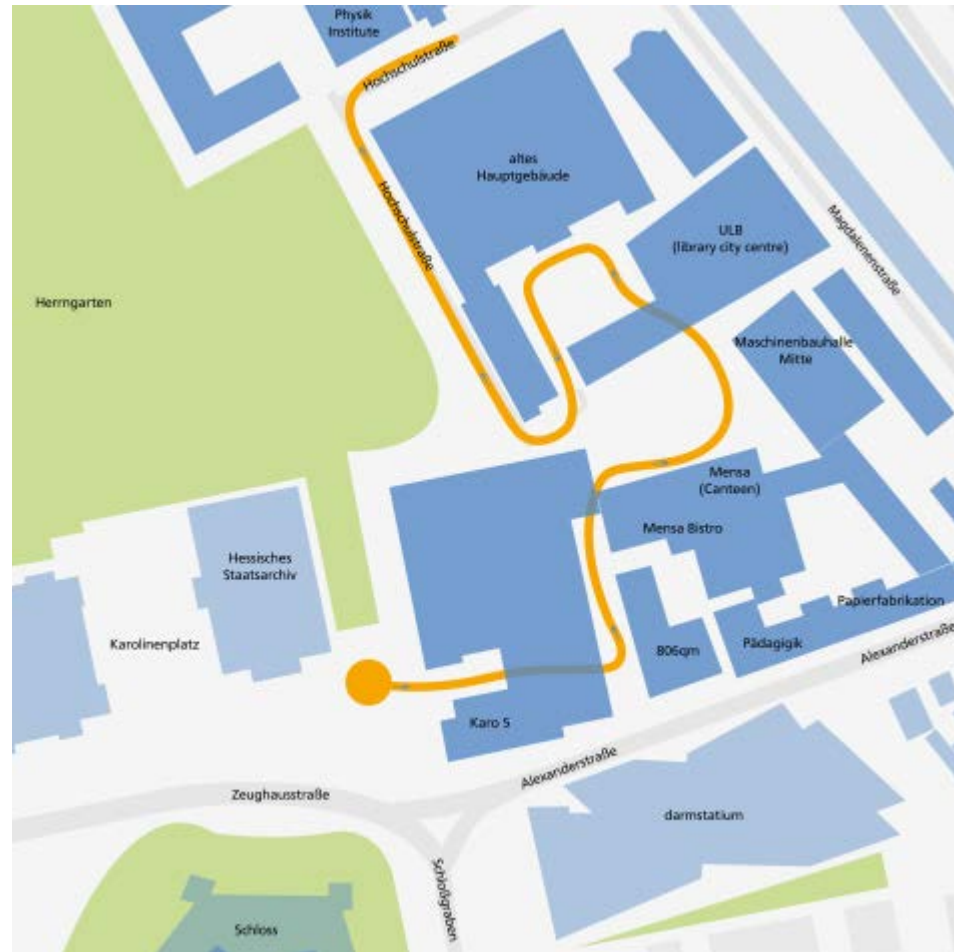 Physik
Institute
Hochschulstraße
altes
Hauptgebäude
Hochschulstraße
ULB
(library city centre)
Magdalenenstraße
Herrngarten
Maschinenbauhalle
Mitte
Mensa
(Canteen)
Mensa Bistro
Hessisches
Staatsarchiv
Papierfabrikation
Karolinenplatz
806qm
Pädagigik
Alexanderstraße
Karo 5
Alexanderstraße
Zeughausstraße
darmstatium
Schloßgraben
Schloss